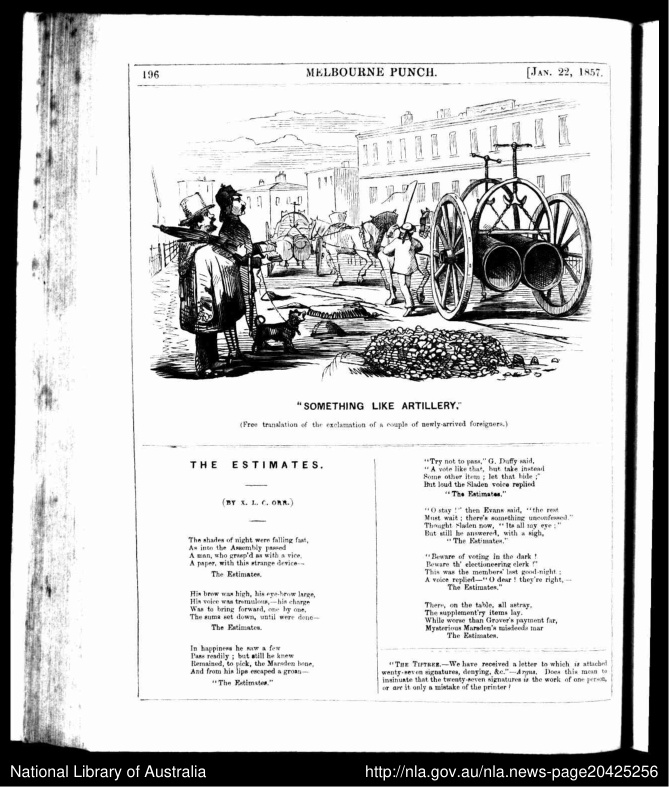 196
MELBOURNE PUNCH.
[JAN. 22, 1857.
"SOMETHING LIKE ARTILLERY."
(Free translation of the exclamation of a couple of newly-arrived foreigners.)
THE ESTIMATES.
(BY X. L. C. ORR.)
The shades of night were falling fast,
As into the Assembly passed
A man, who grasp'd as with a vice,
A paper, with this strange device—
The Estimates.
His brow was high, his eye-brow large,
His voice was tremulous,—his charge
Was to bring forward, one by one,
The sums set down, until were done—
The Estimates.
In happiness he saw a few
Pass readily; but still he knew
Remained, to pick, the Marsden bone,
And from his lips escaped a groan—
"The Estimates."
"Try not to pass," G. Duffy said,
"A vote like that, but take instead
Some other item; let that bide;"
But loud the Sladen voice replied
"The Estimates."
"O stay!" then Evans said, "the rest
Must wait; there's something unconfessed."
Thought Sladen now, "Its all my eye;"
But still he answered, with a sigh,
"The Estimates."
"Beware of voting in the dark!
Beware th' electioneering clerk!"
This was the members' last good-night;
A voice replied—"O dear! they're right,—
The Estimates."
There, on the table, all astray,
The supplement'ry items lay.
While worse than Grover's payment far,
Mysterious Marsden's misdeeds mar
The Estimates.
"THE TIPTREE.—We have received a letter to which is attached
wenty-seven signatures, denying, &c."—Argus. Does this mean to
insinuate that the twenty-seven signatures is the work of one person,
or are it only a mistake of the printer?
National Library of Australia
http://nla.gov.au/nla.news-page20425256